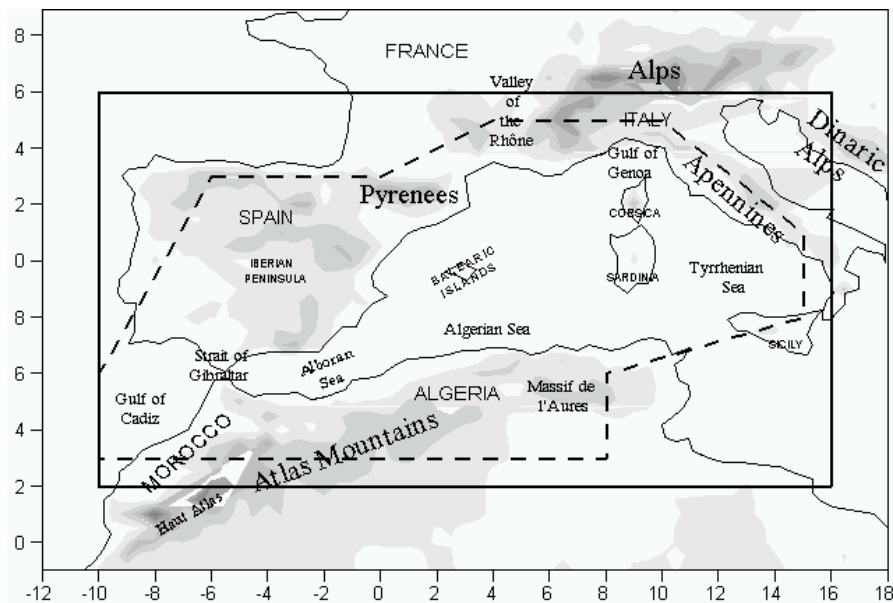 8
FRANCE
Alps
6
Valley
of
the
Rhône
ITALY
Dinaric
Alps
4
Gulf of
Genoa
Apennines
Pyrenees
2
SPAIN
CORSICA
0
IBERIAN
PENINSULA
BALEARIC
ISLANDS
SARDINIA
Tyrrhenian
Sea
8
Algerian Sea
SICILY
Strait of
Gibraltar
Alboran
Sea
6
Gulf of
Cadiz
ALGERIA
Massif de
l'Aures
4
MOROCCO
Atlas Mountains
2
Haut Atlas
0
-12 -10 -8 -6 -4 -2 0 2 4 6 8 10 12 14 16 18